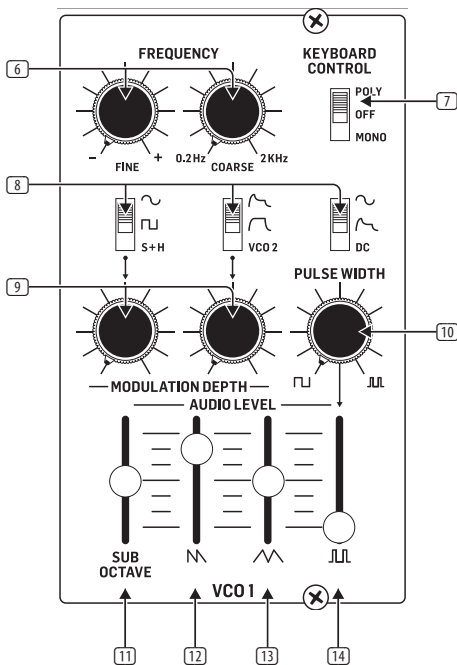 FREQUENCY
KEYBOARD
CONTROL
6
POLY
7
OFF
MONO
− FINE +
0.2Hz COARSE 2KHz
8
S+H
VCO 2
DC
9
PULSE WIDTH
10
MODULATION DEPTH
AUDIO LEVEL
SUB
OCTAVE
VCO 1
11 12 13 14